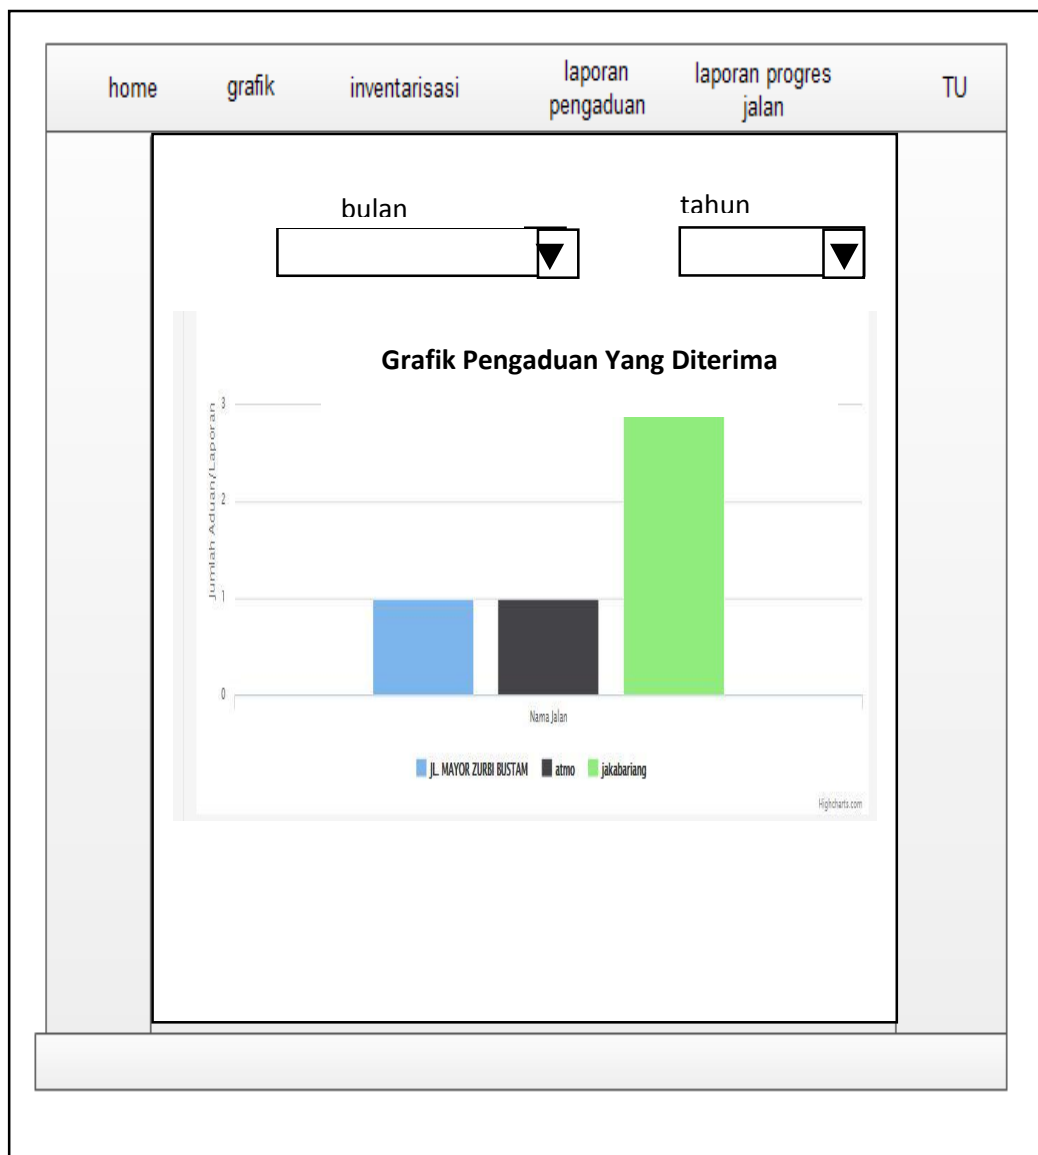 home
grafik
inventarisasi
laporan
pengaduan
laporan progres
jalan
TU
bulan
tahun
Grafik Pengaduan Yang Diterima
Jumlah Aduan/Laporan
3
2
1
0
Nama Jalan
JL. MAYOR ZURBI BUSTAM
atmo
jakabariang
Highcharts.com